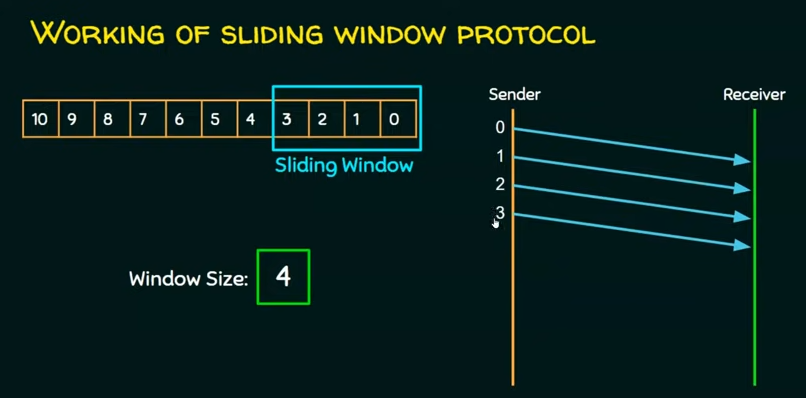 Working of sliding window protocol
Sender Receiver
10 9 8 7 6 5 4 3 2 1 0
Sliding Window
0
1
2
3
Window Size: 4